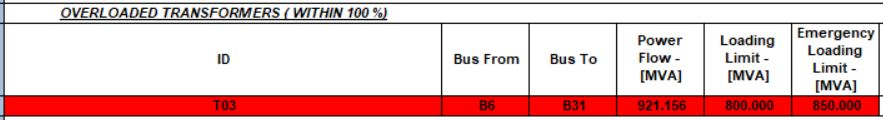 OVERLOADED TRANSFORMERS ( WITHIN 100 %)
ID Bus From Bus To Power Flow - [MVA] Loading Limit - [MVA] Emergency Loading Limit - [MVA]
T03 B6 B31 921.156 800.000 850.000